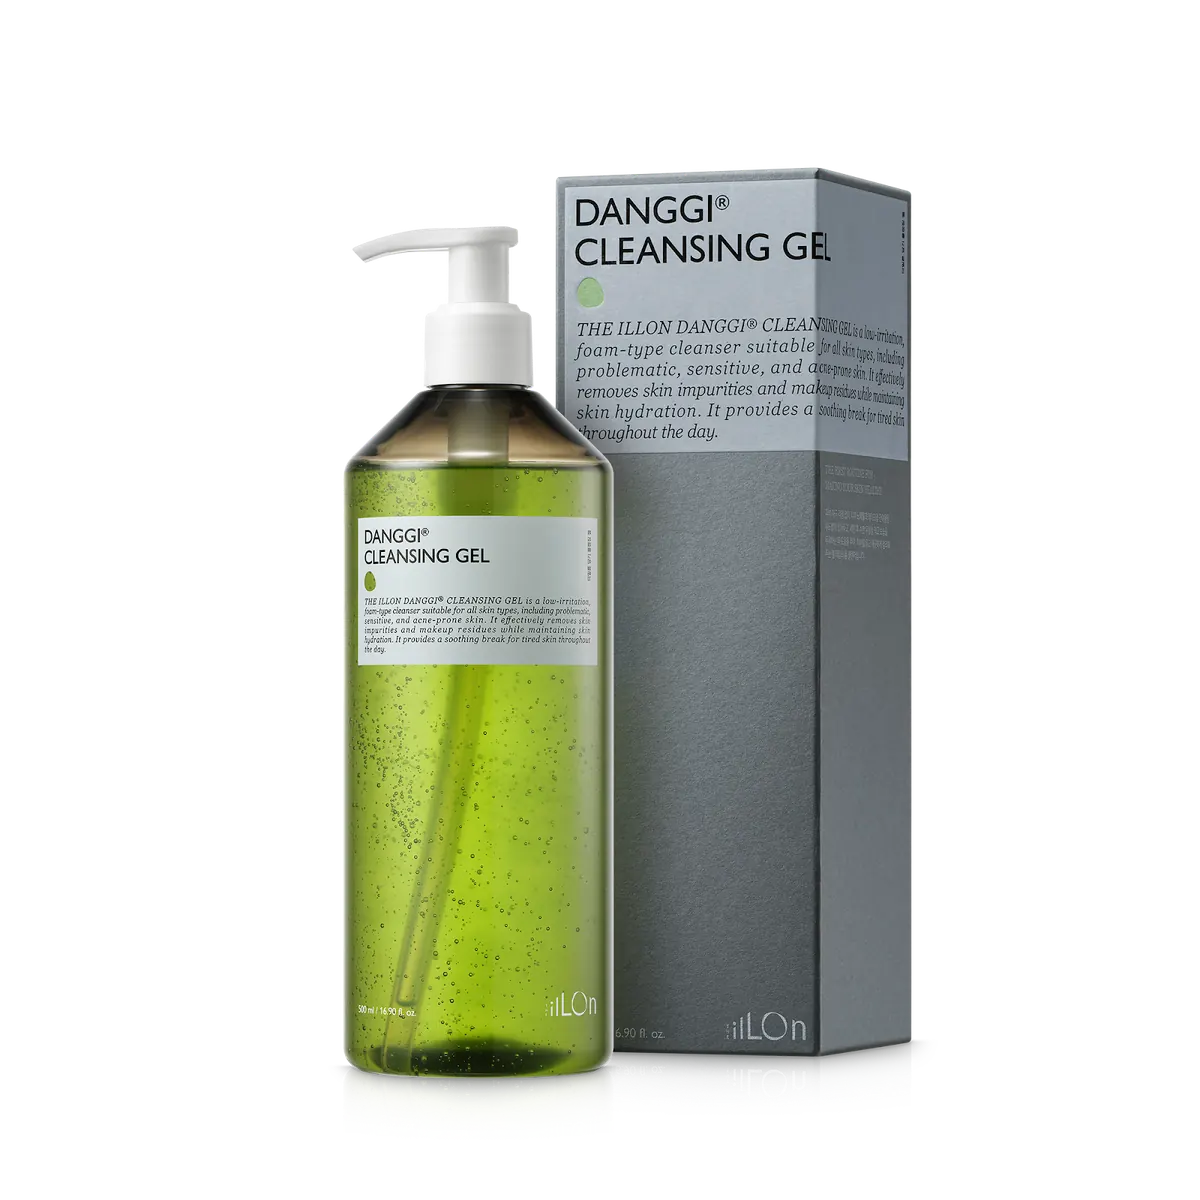 DANGGI®
CLEANSING GEL
THE ILLON DANGGI® CLEANSING GEL is a low-irritation,
foam-type cleanser suitable for all skin types, including
problematic, sensitive, and acne-prone skin. It effectively
removes skin impurities and makeup residues while maintaining
skin hydration. It provides a soothing break for tired skin
throughout the day.
6.90 fl. oz.
illOn
DANGGI®
CLEANSING GEL
THE ILLON DANGGI® CLEANSING GEL is a low-irritation,
foam-type cleanser suitable for all skin types, including problematic,
sensitive, and acne-prone skin. It effectively removes skin
impurities and makeup residues while maintaining skin
hydration. It provides a soothing break for tired skin throughout
the day.
500 ml / 16.90 fl. oz.
illOn